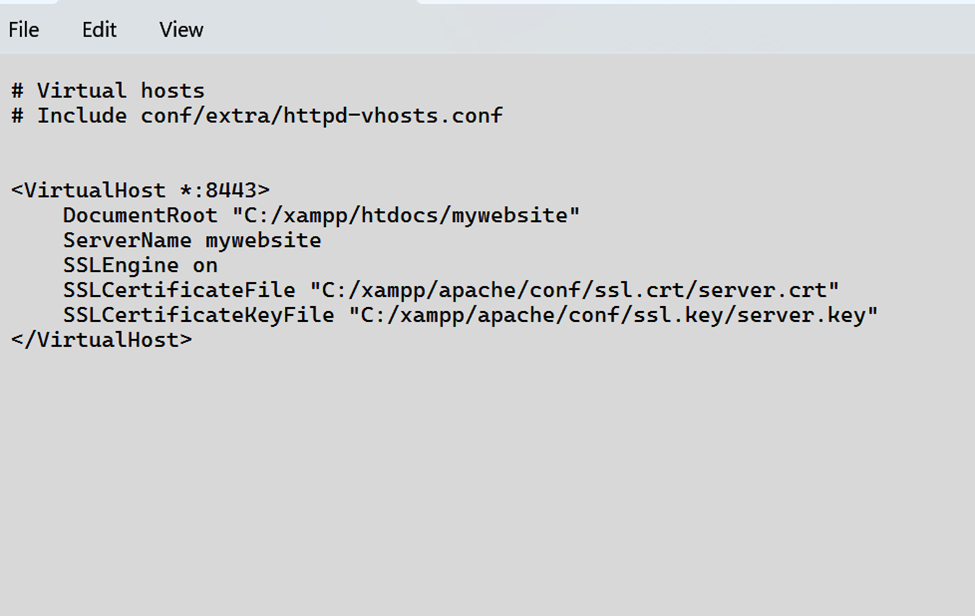 File Edit View
# Virtual hosts
# Include conf/extra/httpd-vhosts.conf
<VirtualHost *:8443>
    DocumentRoot "C:/xampp/htdocs/mywebsite"
    ServerName mywebsite
    SSLEngine on
    SSLCertificateFile "C:/xampp/apache/conf/ssl.crt/server.crt"
    SSLCertificateKeyFile "C:/xampp/apache/conf/ssl.key/server.key"
</VirtualHost>